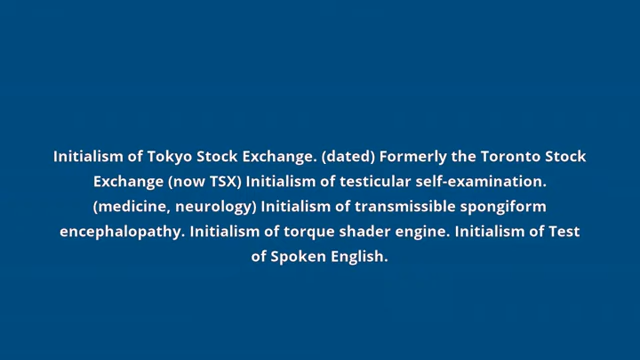 Initialism of Tokyo Stock Exchange. (dated) Formerly the Toronto Stock
Exchange (now TSX) Initialism of testicular self-examination.
(medicine, neurology) Initialism of transmissible spongiform
encephalopathy. Initialism of torque shader engine. Initialism of Test
of Spoken English.